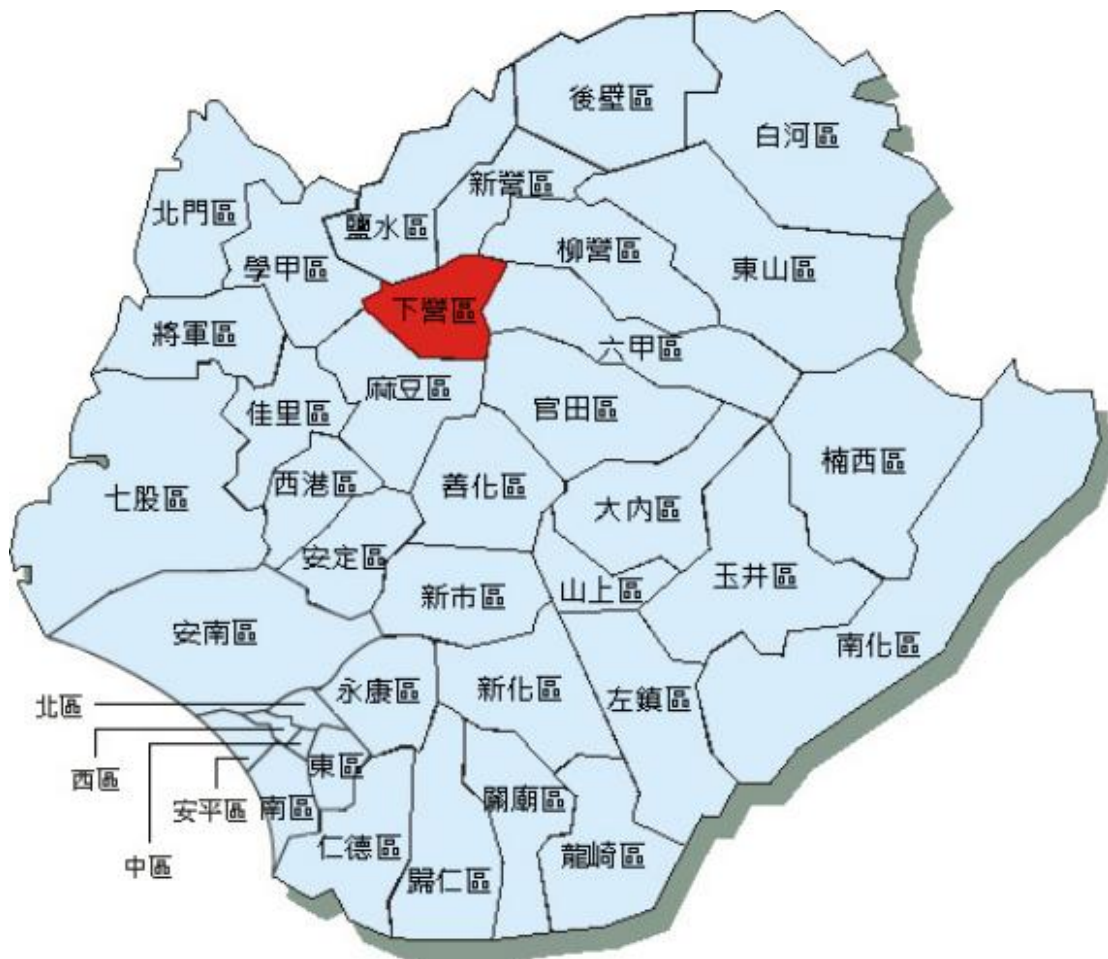 後壁區
白河區
新營區
北門區
鹽水區
柳營區
學甲區
東山區
下營區
將軍區
六甲區
麻豆區
佳里區
官田區
楠西區
西港區
善化區
七股區
大內區
安定區
玉井區
新市區
山上區
安南區
南化區
永康區
新化區
左鎮區
北區
東區
西區
安平區
南區
關廟區
仁德區
龍崎區
中區
歸仁區